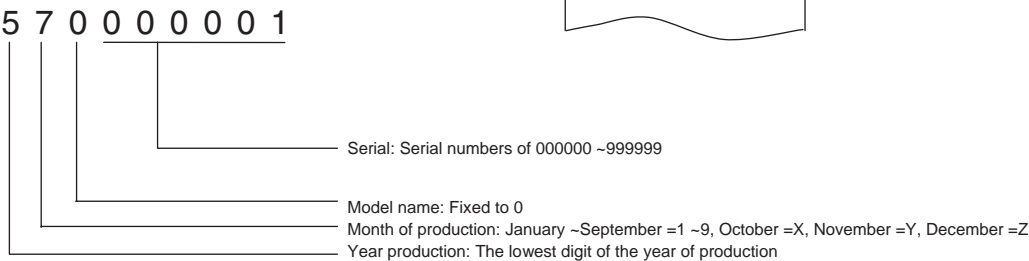 5 7 0 0 0 0 0 0 1
Serial: Serial numbers of 000000 ~999999
Model name: Fixed to 0
Month of production: January ~September =1 ~9, October =X, November =Y, December =Z
Year production: The lowest digit of the year of production